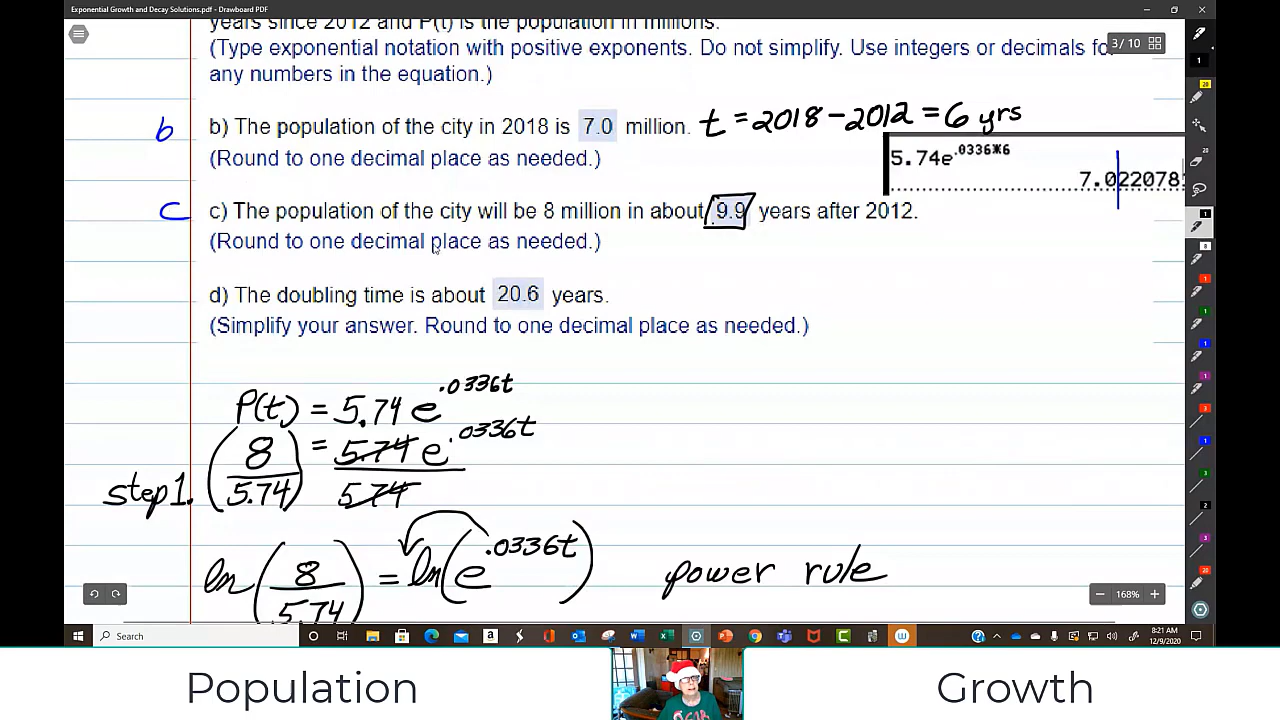 Exponential Growth and Decay Solutions.pdf - Drawboard PDF
years since 2012 and P(t) is the population in millions.
(Type exponential notation with positive exponents. Do not simplify. Use integers or decimals fo
3 / 10
any numbers in the equation.)
b b) The population of the city in 2018 is 7.0 million. t = 2018 - 2012 = 6 yrs
(Round to one decimal place as needed.)
5.74e^.0336*6
7.022078
c c) The population of the city will be 8 million in about 9.9 years after 2012.
(Round to one decimal place as needed.)
d) The doubling time is about 20.6 years.
(Simplify your answer. Round to one decimal place as needed.)
P(t) = 5.74 e^.0336t
step 1. (8/5.74) = 5.74 e^.0336t / 5.74
ln(8/5.74) = ln(e^.0336t) power rule
168%
Search
8:21 AM
12/9/2020
Population Growth